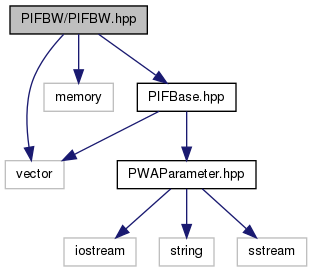 PIFBW/PIFBW.hpp
memory
PIFBase.hpp
vector
PWAParameter.hpp
iostream
string
sstream